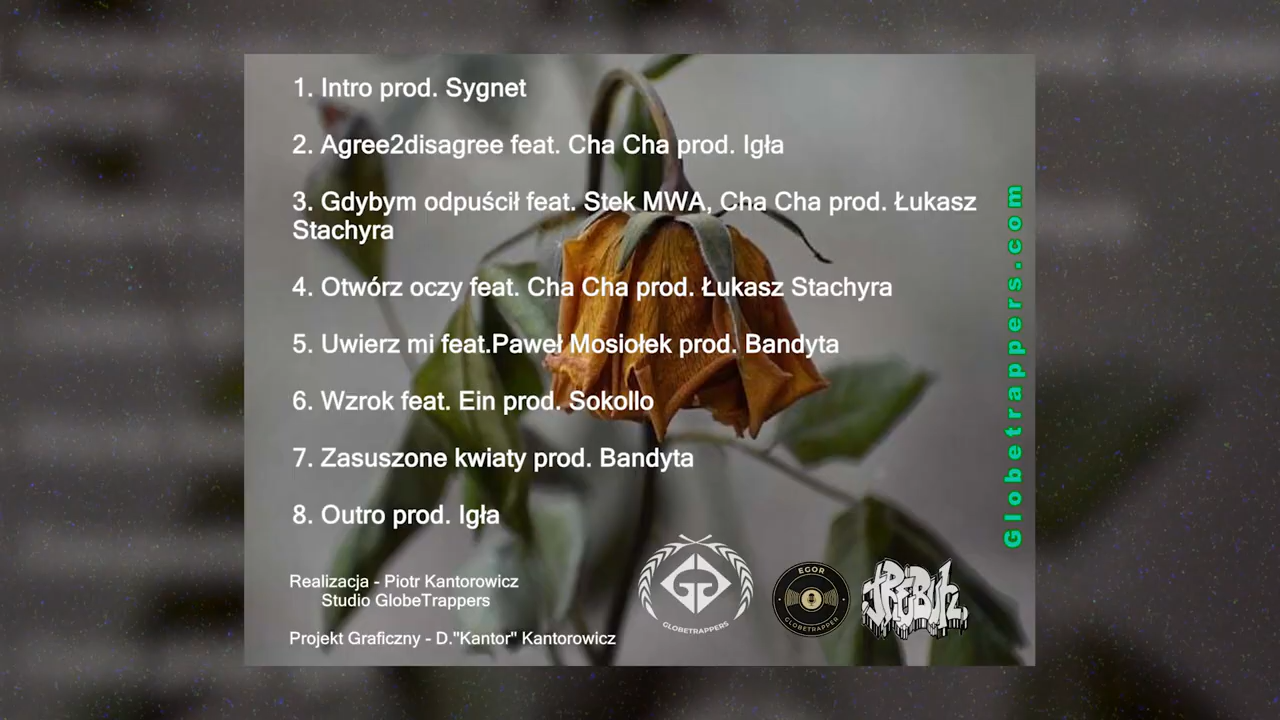 1. Intro prod. Sygnet
2. Agree2disagree feat. Cha Cha prod. Igła
3. Gdybym odpuścił feat. Stek MWA, Cha Cha prod. Łukasz
Stachyra
4. Otwórz oczy feat. Cha Cha prod. Łukasz Stachyra
5. Uwierz mi feat.Paweł Mosiołek prod. Bandyta
6. Wzrok feat. Ein prod. Sokollo
7. Zasuszone kwiaty prod. Bandyta
8. Outro prod. Igła
Realizacja - Piotr Kantorowicz
Studio GlobeTrappers
Projekt Graficzny - D."Kantor" Kantorowicz
GLOBETRAPPERS
EGOR
GLOBETRAPPER
Globetrappers.com